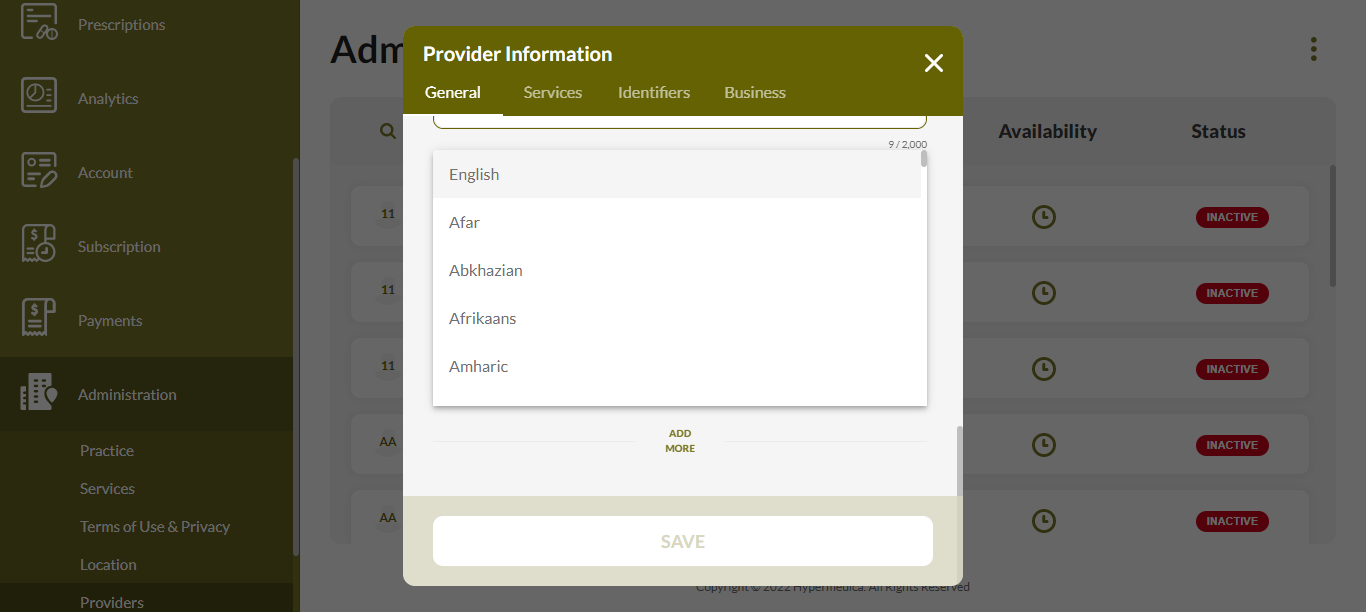 Prescriptions
Analytics
Account
Subscription
Payments
Administration
Practice
Services
Terms of Use & Privacy
Location
Providers
Adm
Provider Information
General Services Identifiers Business
9 / 2,000
English
Afar
Abkhazian
Afrikaans
Amharic
ADD
MORE
SAVE
Availability Status
11 INACTIVE
11 INACTIVE
11 INACTIVE
AA INACTIVE
AA INACTIVE
Copyright © 2022 Hypermedica. All Rights Reserved